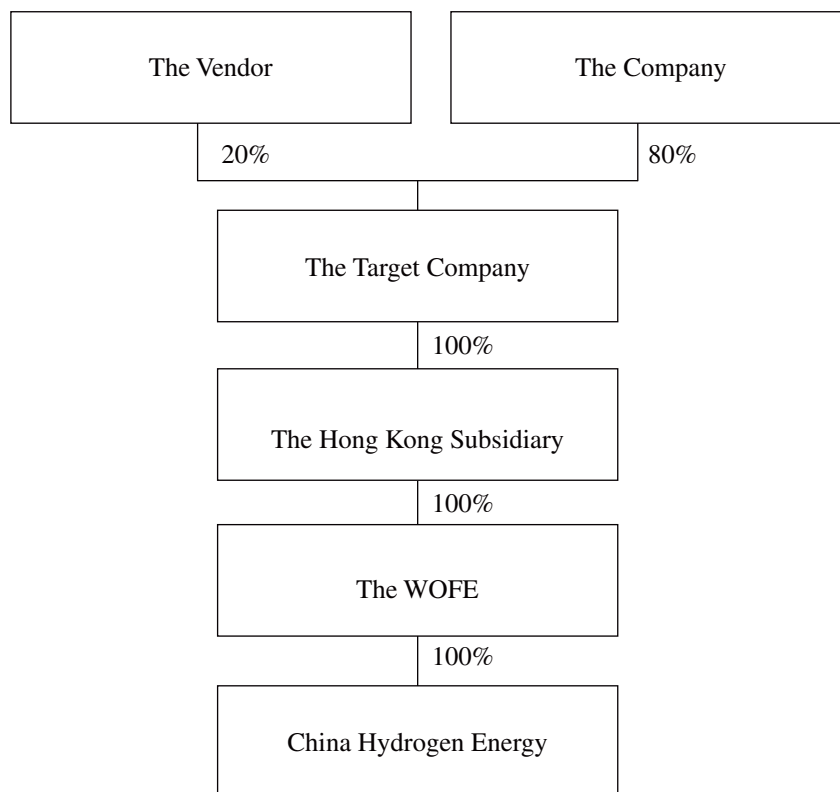 The Vendor
The Company
20%
80%
The Target Company
100%
The Hong Kong Subsidiary
100%
The WOFE
100%
China Hydrogen Energy